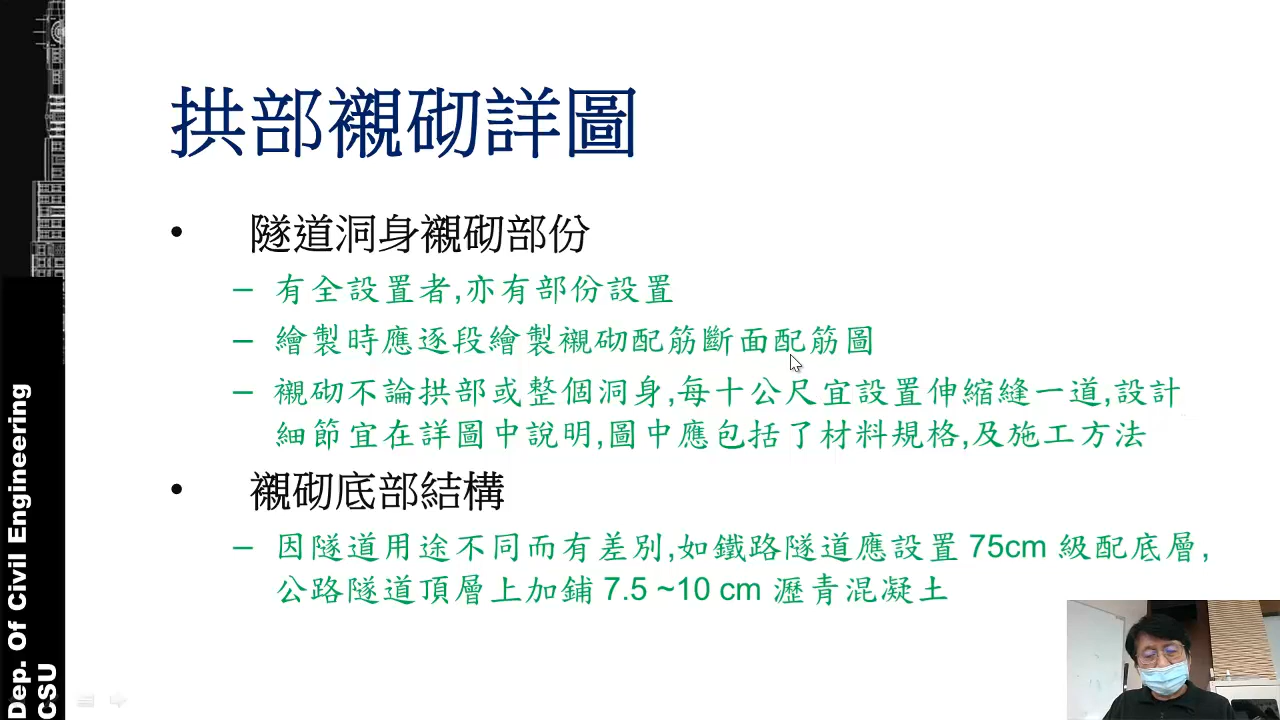 拱部襯砌詳圖
• 隧道洞身襯砌部份
– 有全設置者,亦有部份設置
– 繪製時應逐段繪製襯砌配筋斷面配筋圖
– 襯砌不論拱部或整個洞身,每十公尺宜設置伸縮縫一道,設計
細節宜在詳圖中說明,圖中應包括了材料規格,及施工方法
• 襯砌底部結構
– 因隧道用途不同而有差別,如鐵路隧道應設置 75cm 級配底層,
公路隧道頂層上加鋪 7.5 ~10 cm 瀝青混凝土
Dep. Of Civil Engineering
CSU